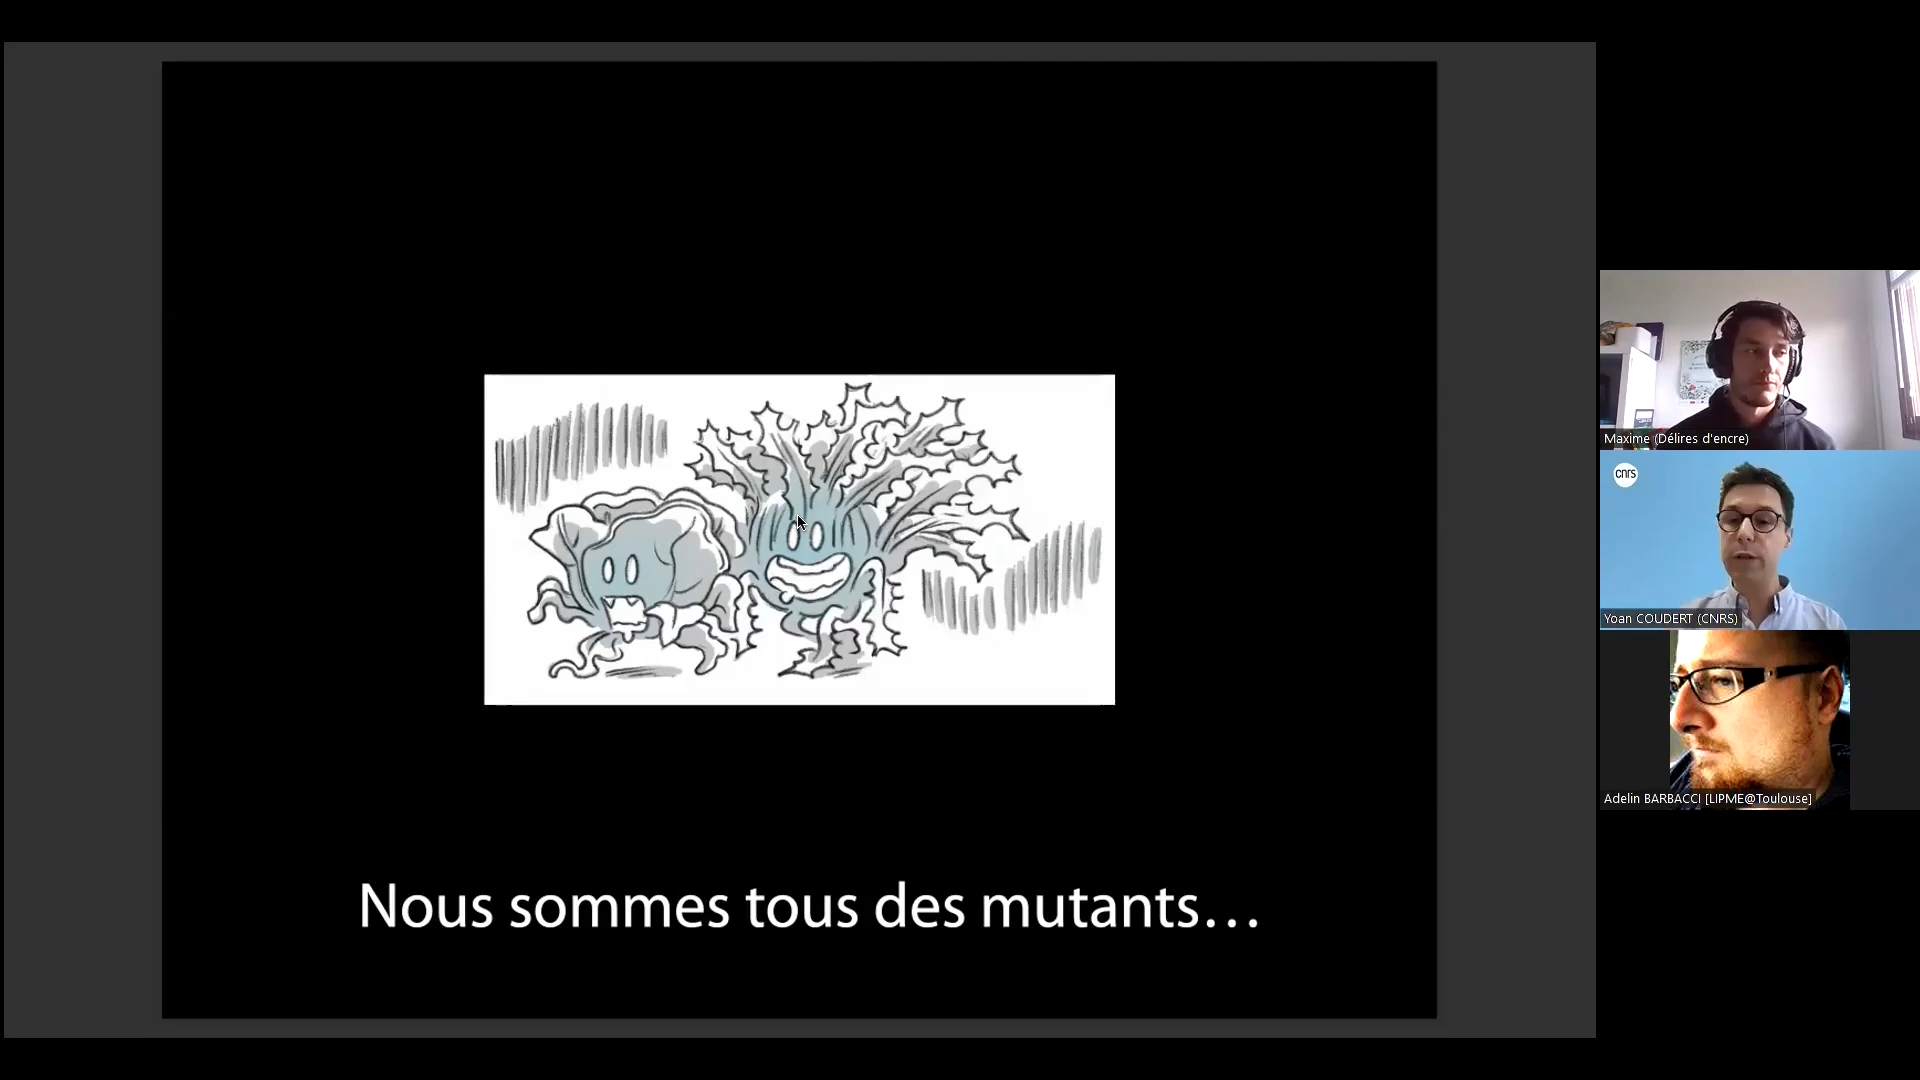 Nous sommes tous des mutants...
Maxime (Délires d'encre)
cnrs
Yoan COUDERT (CNRS)
Adelin BARBACCI [LIPME@Toulouse]